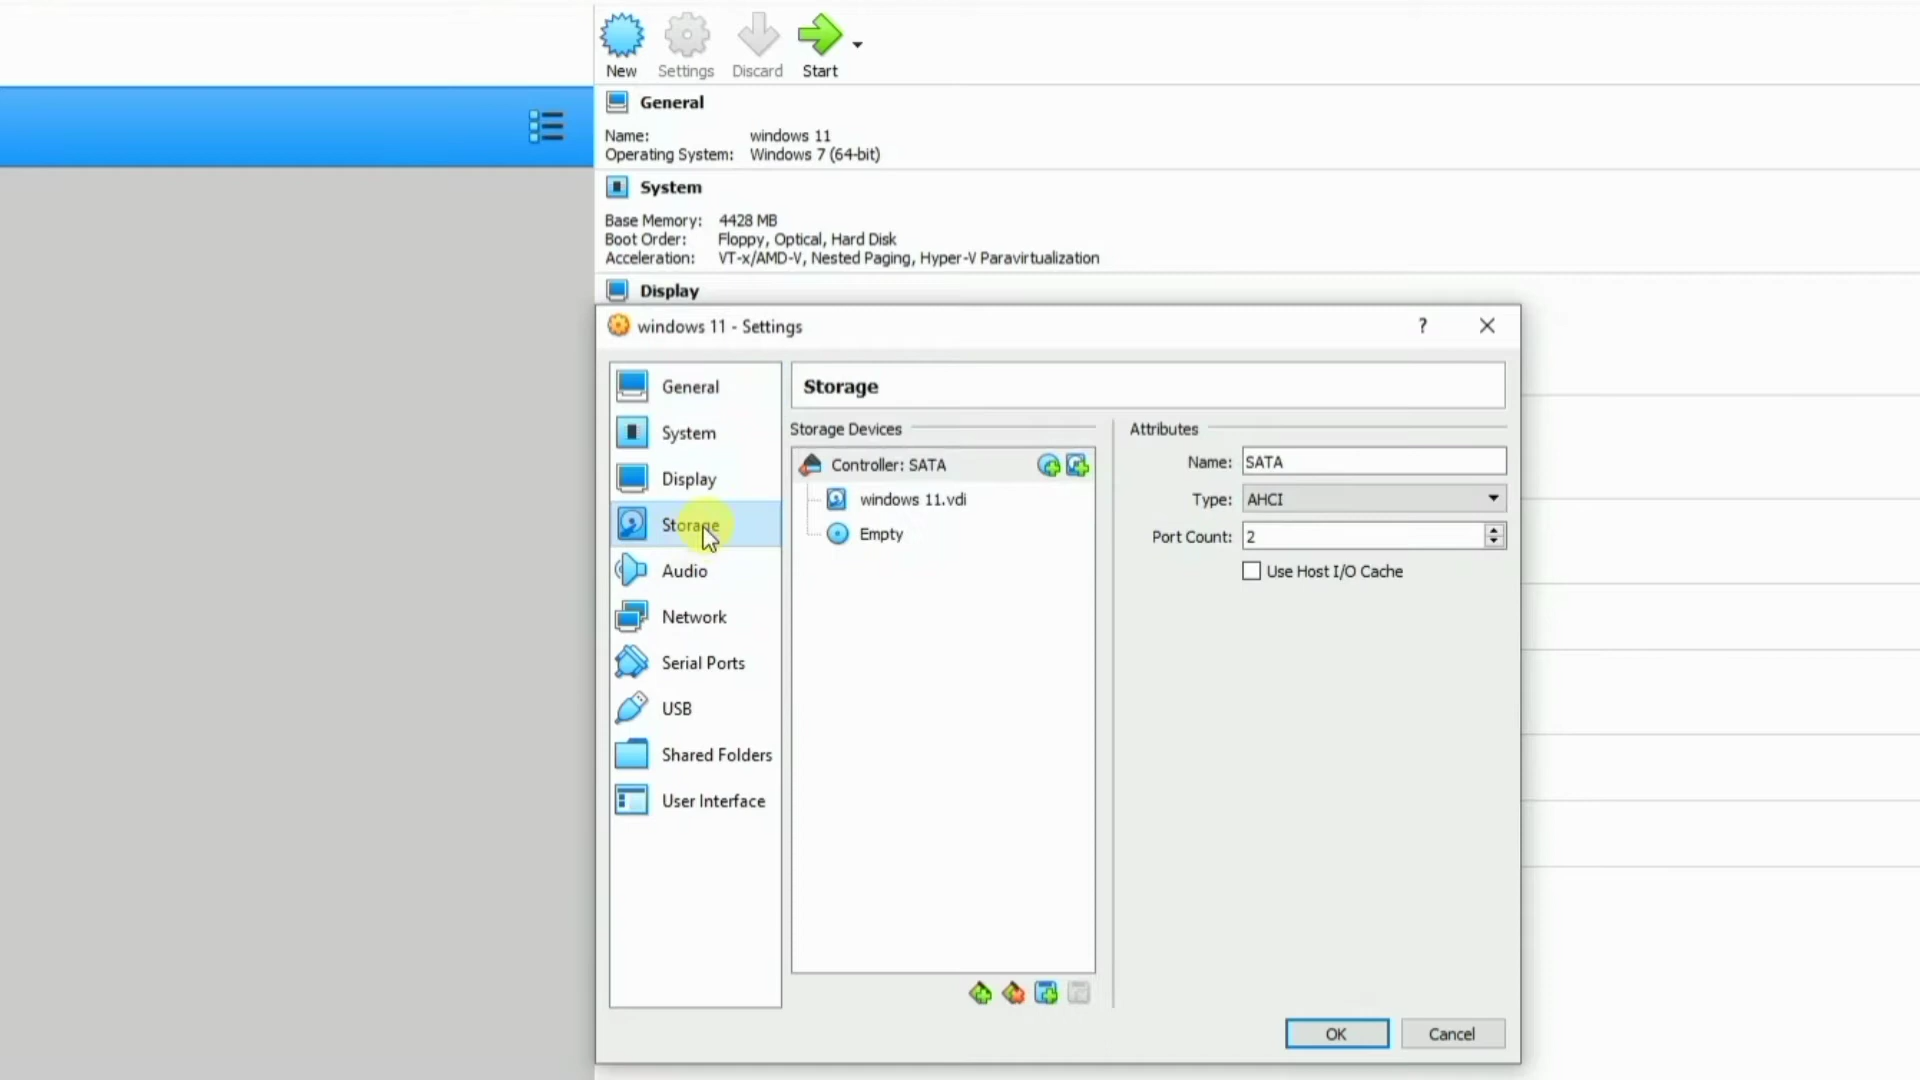 New Settings Discard Start
General
Name: windows 11
Operating System: Windows 7 (64-bit)
System
Base Memory: 4428 MB
Boot Order: Floppy, Optical, Hard Disk
Acceleration: VT-x/AMD-V, Nested Paging, Hyper-V Paravirtualization
Display
windows 11 - Settings ?
General
System
Display
Storage
Audio
Network
Serial Ports
USB
Shared Folders
User Interface
Storage
Storage Devices
Controller: SATA
windows 11.vdi
Empty
Attributes
Name: SATA
Type: AHCI
Port Count: 2
Use Host I/O Cache
OK Cancel